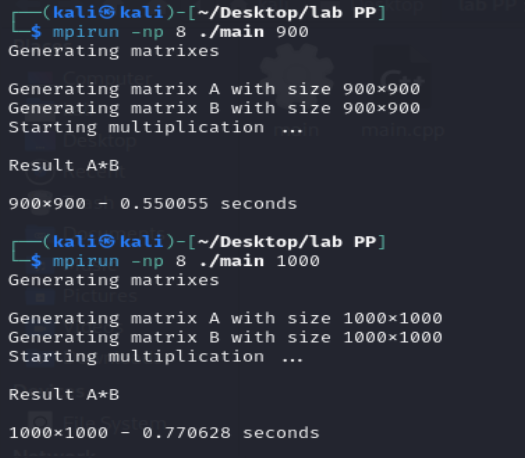 ┌──(kali㉿kali)-[~/Desktop/lab PP]
└─$ mpirun -np 8 ./main 900
Generating matrixes
Generating matrix A with size 900×900
Generating matrix B with size 900×900
Starting multiplication ...
Result A*B
900×900 - 0.550055 seconds
┌──(kali㉿kali)-[~/Desktop/lab PP]
└─$ mpirun -np 8 ./main 1000
Generating matrixes
Generating matrix A with size 1000×1000
Generating matrix B with size 1000×1000
Starting multiplication ...
Result A*B
1000×1000 - 0.770628 seconds